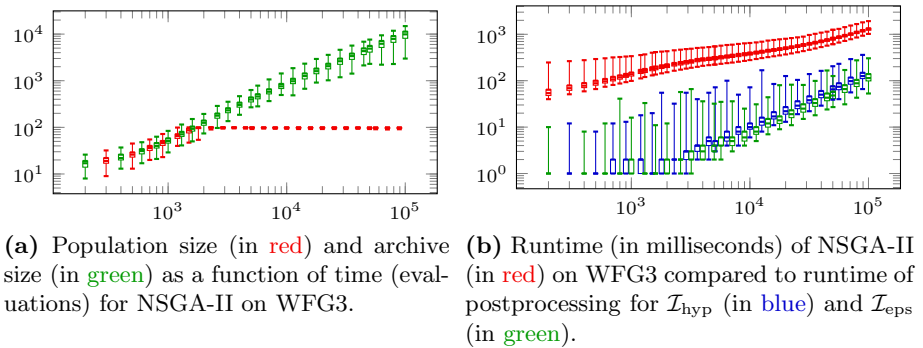 10^4
10^3
10^2
10^1
10^3
10^4
10^5
(a) Population size (in red) and archive
size (in green) as a function of time (eval-
uations) for NSGA-II on WFG3.
10^3
10^2
10^1
10^0
10^3
10^4
10^5
(b) Runtime (in milliseconds) of NSGA-II
(in red) on WFG3 compared to runtime of
postprocessing for I_hyp (in blue) and I_eps
(in green).